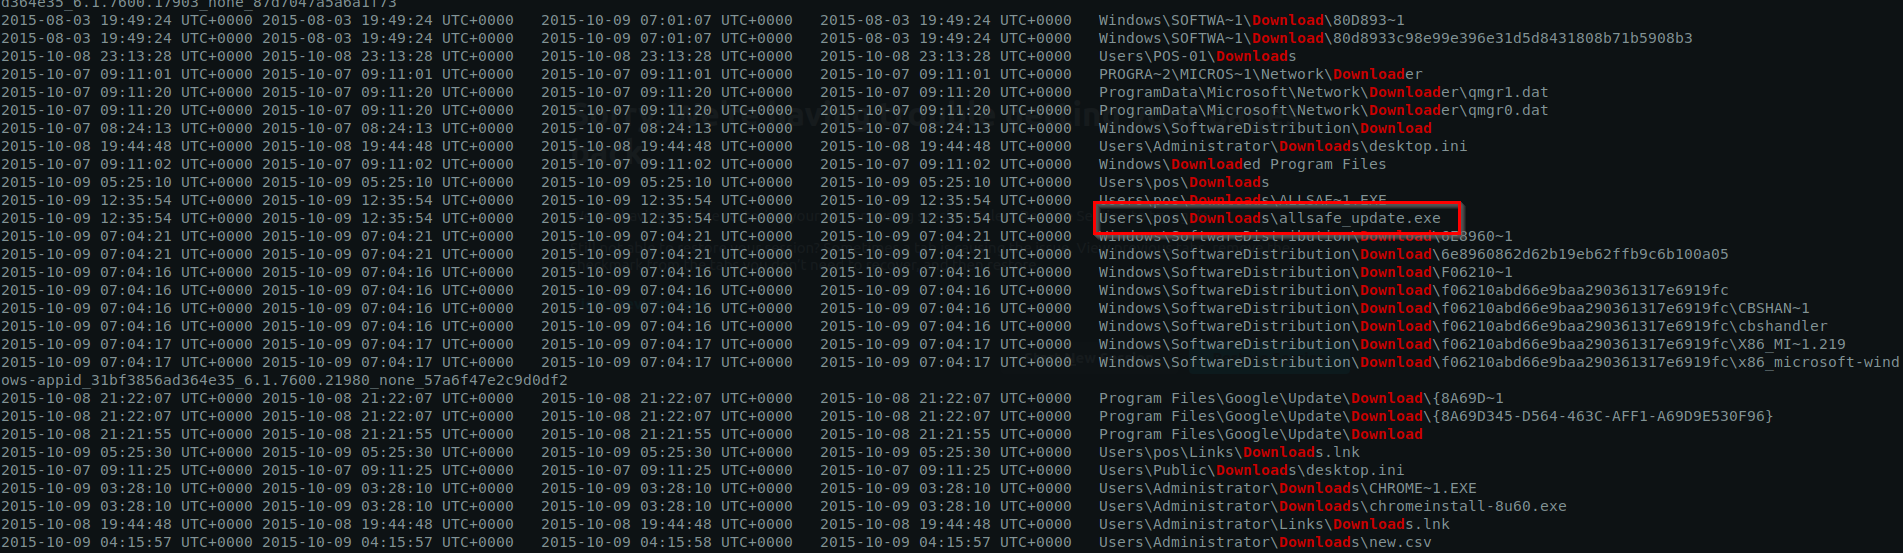 d364e35_6.1.7600.17903_none_87d7047a5a6a1f73
2015-08-03 19:49:24 UTC+0000 2015-08-03 19:49:24 UTC+0000   2015-10-09 07:01:07 UTC+0000   2015-08-03 19:49:24 UTC+0000   Windows\SOFTWA~1\Download\80D893~1
2015-08-03 19:49:24 UTC+0000 2015-08-03 19:49:24 UTC+0000   2015-10-09 07:01:07 UTC+0000   2015-08-03 19:49:24 UTC+0000   Windows\SOFTWA~1\Download\80d8933c98e99e396e31d5d8431808b71b5908b3
2015-10-08 23:13:28 UTC+0000 2015-10-08 23:13:28 UTC+0000   2015-10-08 23:13:28 UTC+0000   2015-10-08 23:13:28 UTC+0000   Users\POS-01\Downloads
2015-10-07 09:11:01 UTC+0000 2015-10-07 09:11:01 UTC+0000   2015-10-07 09:11:01 UTC+0000   2015-10-07 09:11:01 UTC+0000   PROGRA~2\MICROS~1\Network\Downloader
2015-10-07 09:11:20 UTC+0000 2015-10-07 09:11:20 UTC+0000   2015-10-07 09:11:20 UTC+0000   2015-10-07 09:11:20 UTC+0000   ProgramData\Microsoft\Network\Downloader\qmgr1.dat
2015-10-07 09:11:20 UTC+0000 2015-10-07 09:11:20 UTC+0000   2015-10-07 09:11:20 UTC+0000   2015-10-07 09:11:20 UTC+0000   ProgramData\Microsoft\Network\Downloader\qmgr0.dat
2015-10-07 08:24:13 UTC+0000 2015-10-07 08:24:13 UTC+0000   2015-10-07 08:24:13 UTC+0000   2015-10-07 08:24:13 UTC+0000   Windows\SoftwareDistribution\Download
2015-10-08 19:44:48 UTC+0000 2015-10-08 19:44:48 UTC+0000   2015-10-08 19:44:48 UTC+0000   2015-10-08 19:44:48 UTC+0000   Users\Administrator\Downloads\desktop.ini
2015-10-07 09:11:02 UTC+0000 2015-10-07 09:11:02 UTC+0000   2015-10-07 09:11:02 UTC+0000   2015-10-07 09:11:02 UTC+0000   Windows\Downloaded Program Files
2015-10-09 05:25:10 UTC+0000 2015-10-09 05:25:10 UTC+0000   2015-10-09 05:25:10 UTC+0000   2015-10-09 05:25:10 UTC+0000   Users\pos\Downloads
2015-10-09 12:35:54 UTC+0000 2015-10-09 12:35:54 UTC+0000   2015-10-09 12:35:54 UTC+0000   2015-10-09 12:35:54 UTC+0000   Users\pos\Downloads\ALLSAF~1.EXE
2015-10-09 12:35:54 UTC+0000 2015-10-09 12:35:54 UTC+0000   2015-10-09 12:35:54 UTC+0000   2015-10-09 12:35:54 UTC+0000   Users\pos\Downloads\allsafe_update.exe
2015-10-09 07:04:21 UTC+0000 2015-10-09 07:04:21 UTC+0000   2015-10-09 07:04:21 UTC+0000   2015-10-09 07:04:21 UTC+0000   Windows\SoftwareDistribution\Download\6E8960~1
2015-10-09 07:04:21 UTC+0000 2015-10-09 07:04:21 UTC+0000   2015-10-09 07:04:21 UTC+0000   2015-10-09 07:04:21 UTC+0000   Windows\SoftwareDistribution\Download\6e8960862d62b19eb62ffb9c6b100a05
2015-10-09 07:04:16 UTC+0000 2015-10-09 07:04:16 UTC+0000   2015-10-09 07:04:16 UTC+0000   2015-10-09 07:04:16 UTC+0000   Windows\SoftwareDistribution\Download\F06210~1
2015-10-09 07:04:16 UTC+0000 2015-10-09 07:04:16 UTC+0000   2015-10-09 07:04:16 UTC+0000   2015-10-09 07:04:16 UTC+0000   Windows\SoftwareDistribution\Download\f06210abd66e9baa290361317e6919fc
2015-10-09 07:04:16 UTC+0000 2015-10-09 07:04:16 UTC+0000   2015-10-09 07:04:16 UTC+0000   2015-10-09 07:04:16 UTC+0000   Windows\SoftwareDistribution\Download\f06210abd66e9baa290361317e6919fc\CBSHAN~1
2015-10-09 07:04:16 UTC+0000 2015-10-09 07:04:16 UTC+0000   2015-10-09 07:04:16 UTC+0000   2015-10-09 07:04:16 UTC+0000   Windows\SoftwareDistribution\Download\f06210abd66e9baa290361317e6919fc\cbshandler
2015-10-09 07:04:17 UTC+0000 2015-10-09 07:04:17 UTC+0000   2015-10-09 07:04:17 UTC+0000   2015-10-09 07:04:17 UTC+0000   Windows\SoftwareDistribution\Download\f06210abd66e9baa290361317e6919fc\X86_MI~1.219
2015-10-09 07:04:17 UTC+0000 2015-10-09 07:04:17 UTC+0000   2015-10-09 07:04:17 UTC+0000   2015-10-09 07:04:17 UTC+0000   Windows\SoftwareDistribution\Download\f06210abd66e9baa290361317e6919fc\x86_microsoft-wind
ows-appid_31bf3856ad364e35_6.1.7600.21980_none_57a6f47e2c9d0df2
2015-10-08 21:22:07 UTC+0000 2015-10-08 21:22:07 UTC+0000   2015-10-08 21:22:07 UTC+0000   2015-10-08 21:22:07 UTC+0000   Program Files\Google\Update\Download\{8A69D~1
2015-10-08 21:22:07 UTC+0000 2015-10-08 21:22:07 UTC+0000   2015-10-08 21:22:07 UTC+0000   2015-10-08 21:22:07 UTC+0000   Program Files\Google\Update\Download\{8A69D345-D564-463C-AFF1-A69D9E530F96}
2015-10-08 21:21:55 UTC+0000 2015-10-08 21:21:55 UTC+0000   2015-10-08 21:21:55 UTC+0000   2015-10-08 21:21:55 UTC+0000   Program Files\Google\Update\Download
2015-10-09 05:25:30 UTC+0000 2015-10-09 05:25:30 UTC+0000   2015-10-09 05:25:30 UTC+0000   2015-10-09 05:25:30 UTC+0000   Users\pos\Links\Downloads.lnk
2015-10-07 09:11:25 UTC+0000 2015-10-07 09:11:25 UTC+0000   2015-10-07 09:11:25 UTC+0000   2015-10-07 09:11:25 UTC+0000   Users\Public\Downloads\desktop.ini
2015-10-09 03:28:10 UTC+0000 2015-10-09 03:28:10 UTC+0000   2015-10-09 03:28:10 UTC+0000   2015-10-09 03:28:10 UTC+0000   Users\Administrator\Downloads\CHROME~1.EXE
2015-10-09 03:28:10 UTC+0000 2015-10-09 03:28:10 UTC+0000   2015-10-09 03:28:10 UTC+0000   2015-10-09 03:28:10 UTC+0000   Users\Administrator\Downloads\chromeinstall-8u60.exe
2015-10-08 19:44:48 UTC+0000 2015-10-08 19:44:48 UTC+0000   2015-10-08 19:44:48 UTC+0000   2015-10-08 19:44:48 UTC+0000   Users\Administrator\Links\Downloads.lnk
2015-10-09 04:15:57 UTC+0000 2015-10-09 04:15:57 UTC+0000   2015-10-09 04:15:58 UTC+0000   2015-10-09 04:15:57 UTC+0000   Users\Administrator\Downloads\new.csv